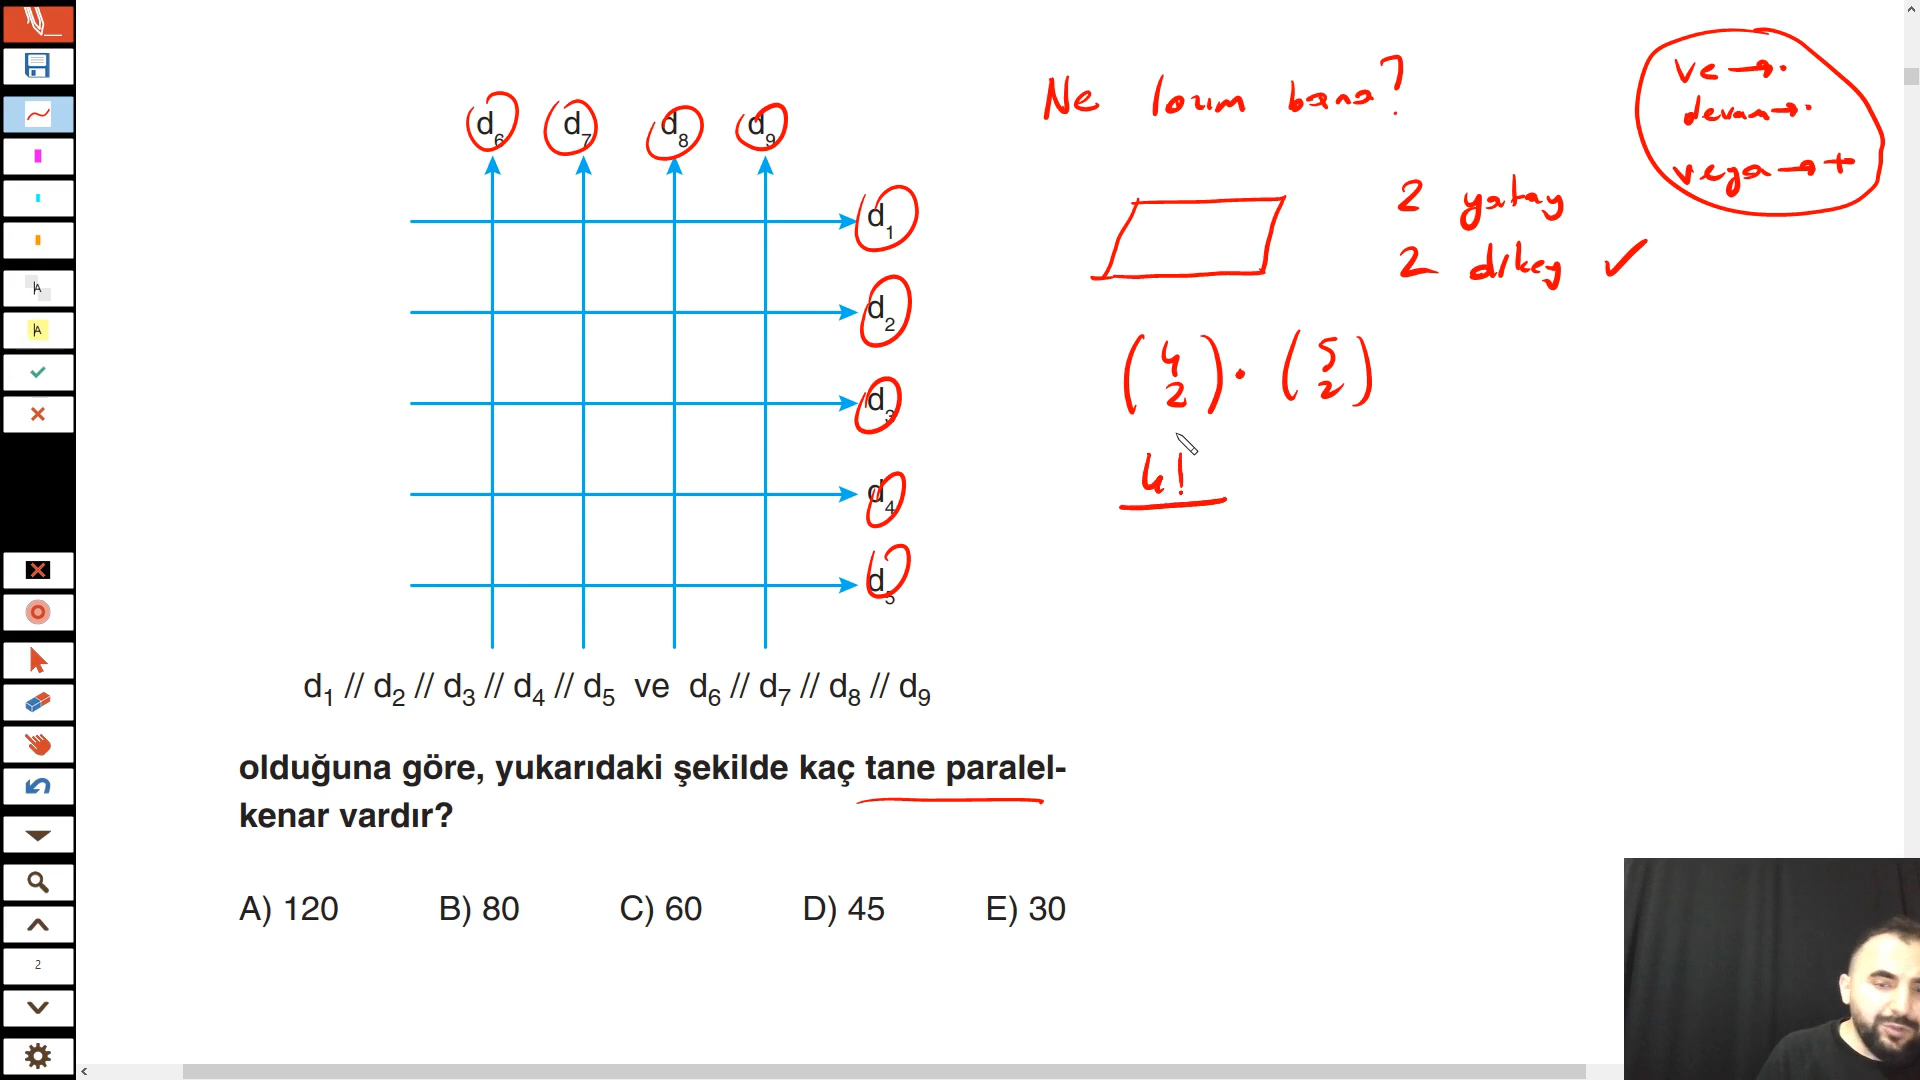 Ne lazım bana?
ve → .
devam → .
veya → +
d6 d7 d8 d9
d1
d2
d3
d4
d5
2 yatay
2 dikey ✓
(4 2) · (5 2)
4!
d1 // d2 // d3 // d4 // d5 ve d6 // d7 // d8 // d9
olduğuna göre, yukarıdaki şekilde kaç tane paralel-
kenar vardır?
A) 120 B) 80 C) 60 D) 45 E) 30
2